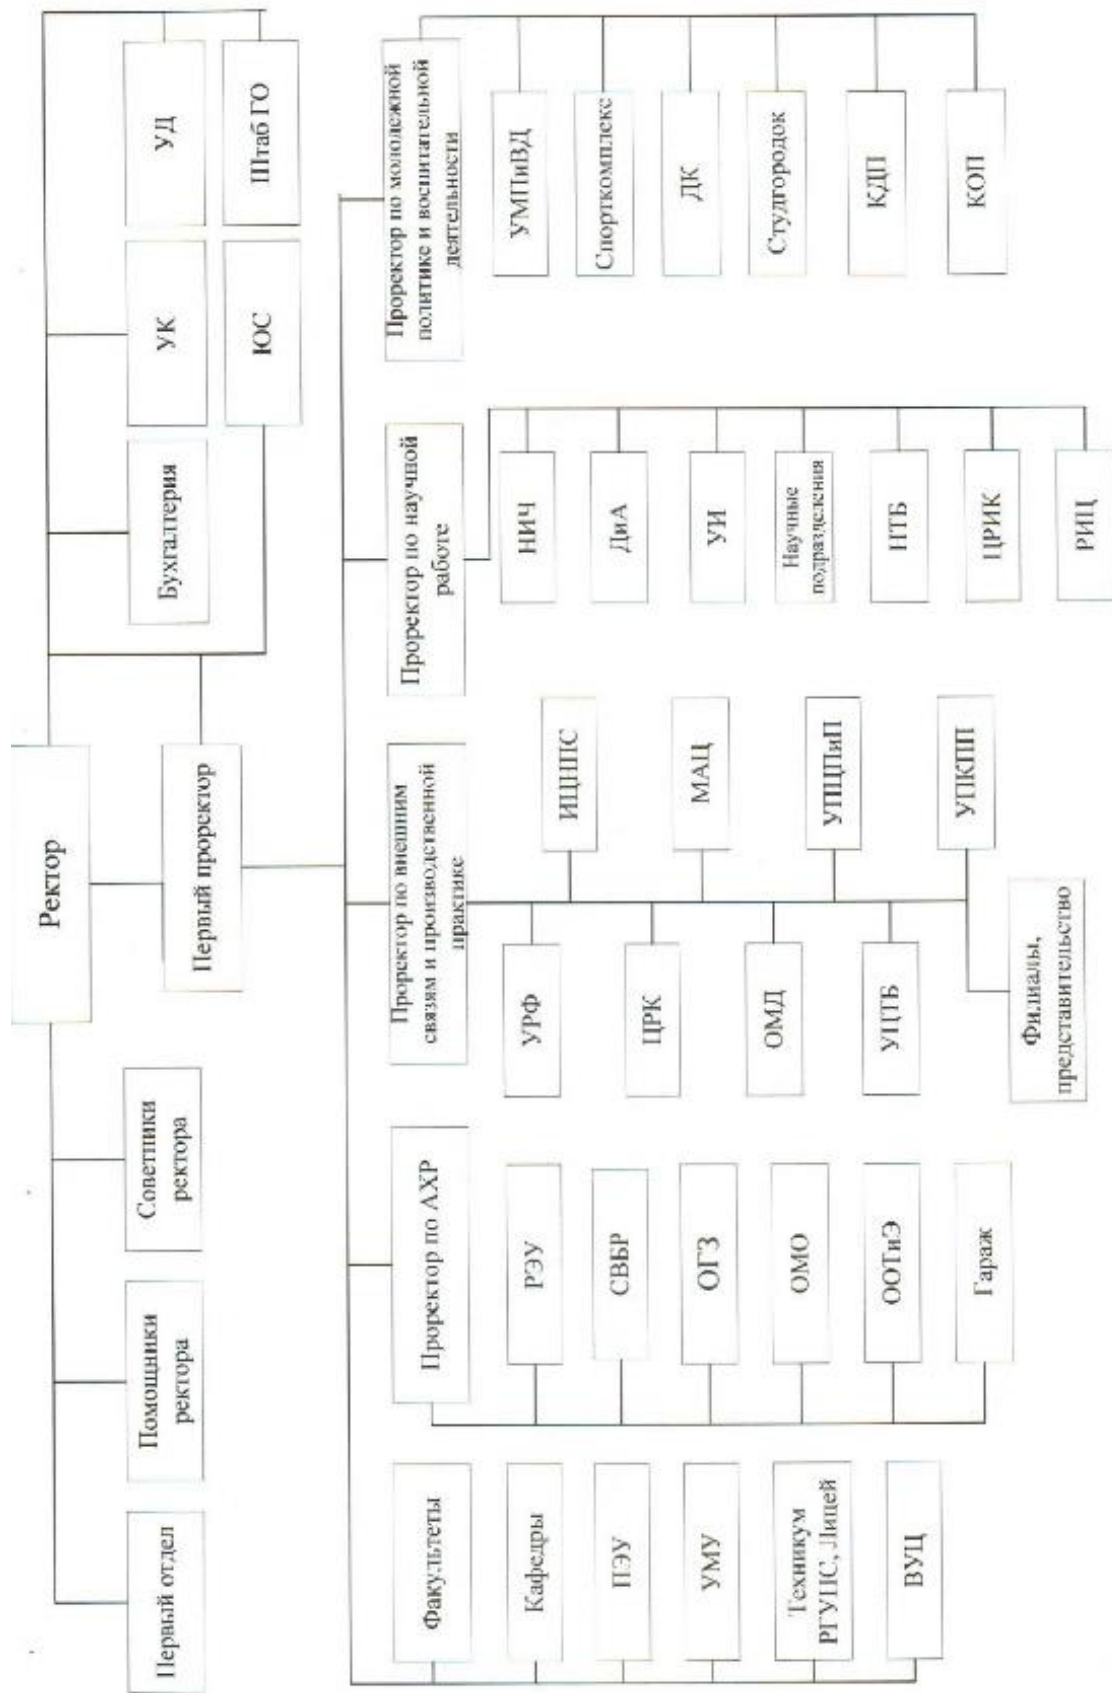 Ректор
Первый отдел
Помощники
ректора
Советники
ректора
Первый проректор
Бухгалтерия
УК
УД
ЮС
Штаб ГО
Факультеты
Кафедры
ПЭУ
УМУ
Техникум
РГУПС, Лицей
ВУЦ
Проректор по АХР
РЭУ
СВБР
ОГЗ
ОМО
ООТиЭ
Гараж
Проректор по внешним
связям и производственной
практике
УРФ
ЦРК
ОМД
УЦТБ
Филиалы,
представительство
ИЦНПС
МАЦ
УПЦПиП
УПКПП
Проректор по научной
работе
НИЧ
ДиА
УИ
Научные
подразделения
НТБ
ЦРИК
РИЦ
Проректор по молодежной
политике и воспитательной
деятельности
УМПиВД
Спорткомплекс
ДК
Студгородок
КДП
КОП